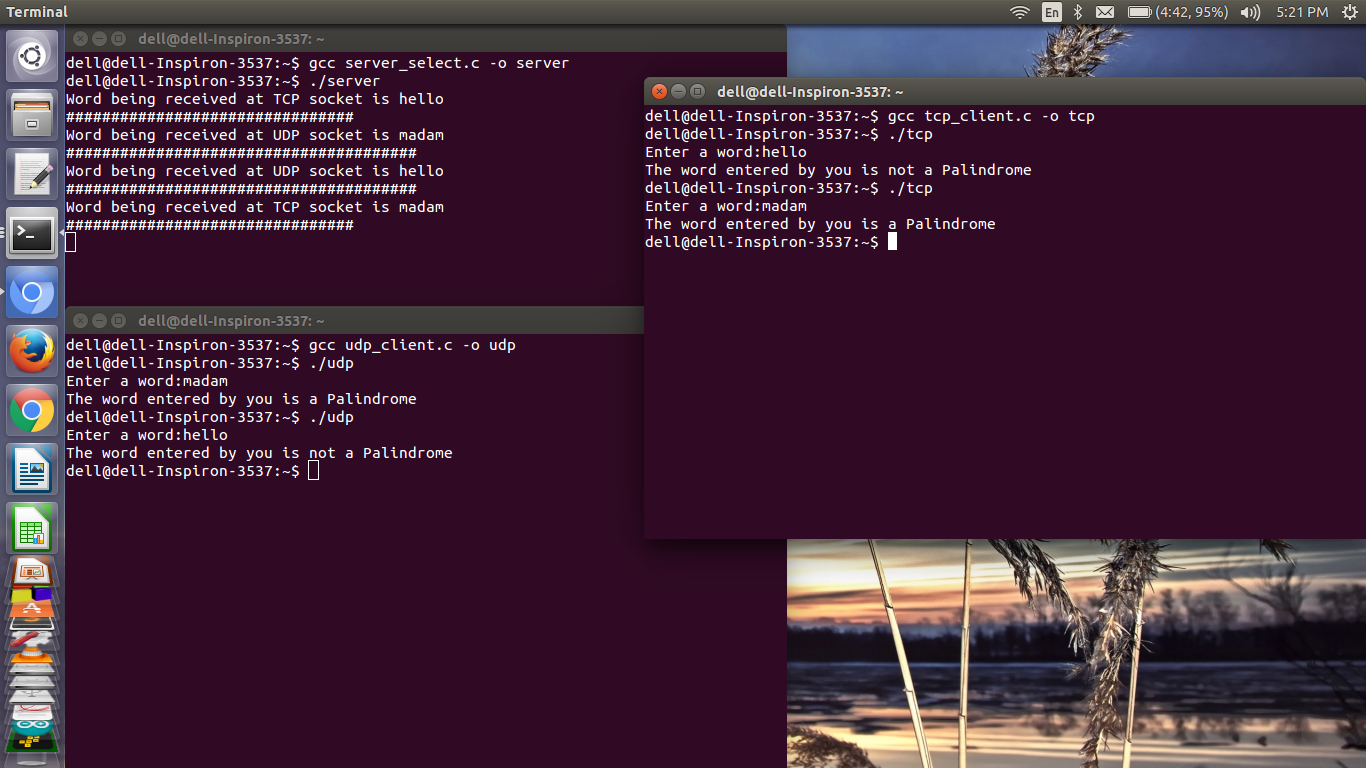 Terminal
En
(4:42, 95%)
5:21 PM
dell@dell-Inspiron-3537: ~
dell@dell-Inspiron-3537:~$ gcc server_select.c -o server
dell@dell-Inspiron-3537:~$ ./server
Word being received at TCP socket is hello
################################
Word being received at UDP socket is madam
#######################################
Word being received at UDP socket is hello
#######################################
Word being received at TCP socket is madam
################################
dell@dell-Inspiron-3537: ~
dell@dell-Inspiron-3537:~$ gcc tcp_client.c -o tcp
dell@dell-Inspiron-3537:~$ ./tcp
Enter a word:hello
The word entered by you is not a Palindrome
dell@dell-Inspiron-3537:~$ ./tcp
Enter a word:madam
The word entered by you is a Palindrome
dell@dell-Inspiron-3537:~$
dell@dell-Inspiron-3537: ~
dell@dell-Inspiron-3537:~$ gcc udp_client.c -o udp
dell@dell-Inspiron-3537:~$ ./udp
Enter a word:madam
The word entered by you is a Palindrome
dell@dell-Inspiron-3537:~$ ./udp
Enter a word:hello
The word entered by you is not a Palindrome
dell@dell-Inspiron-3537:~$